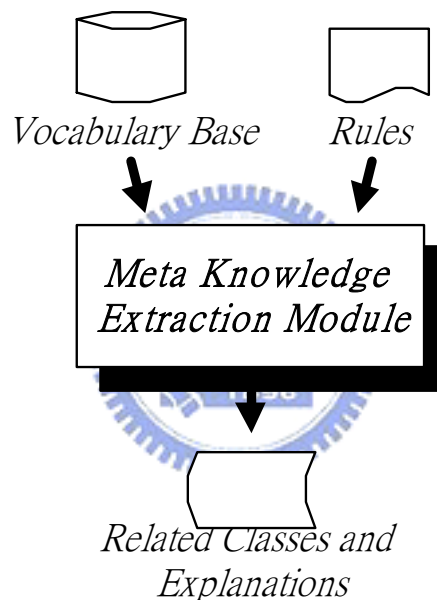 Vocabulary Base
Rules
Meta Knowledge
Extraction Module
Related Classes and
Explanations